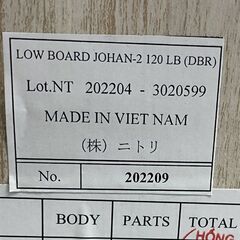 LOW BOARD JOHAN-2 120 LB (DBR)
Lot.NT 202204 - 3020599
MADE IN VIET NAM
(株) ニトリ
No. 202209
BODY PARTS TOTAL
CHỐNG